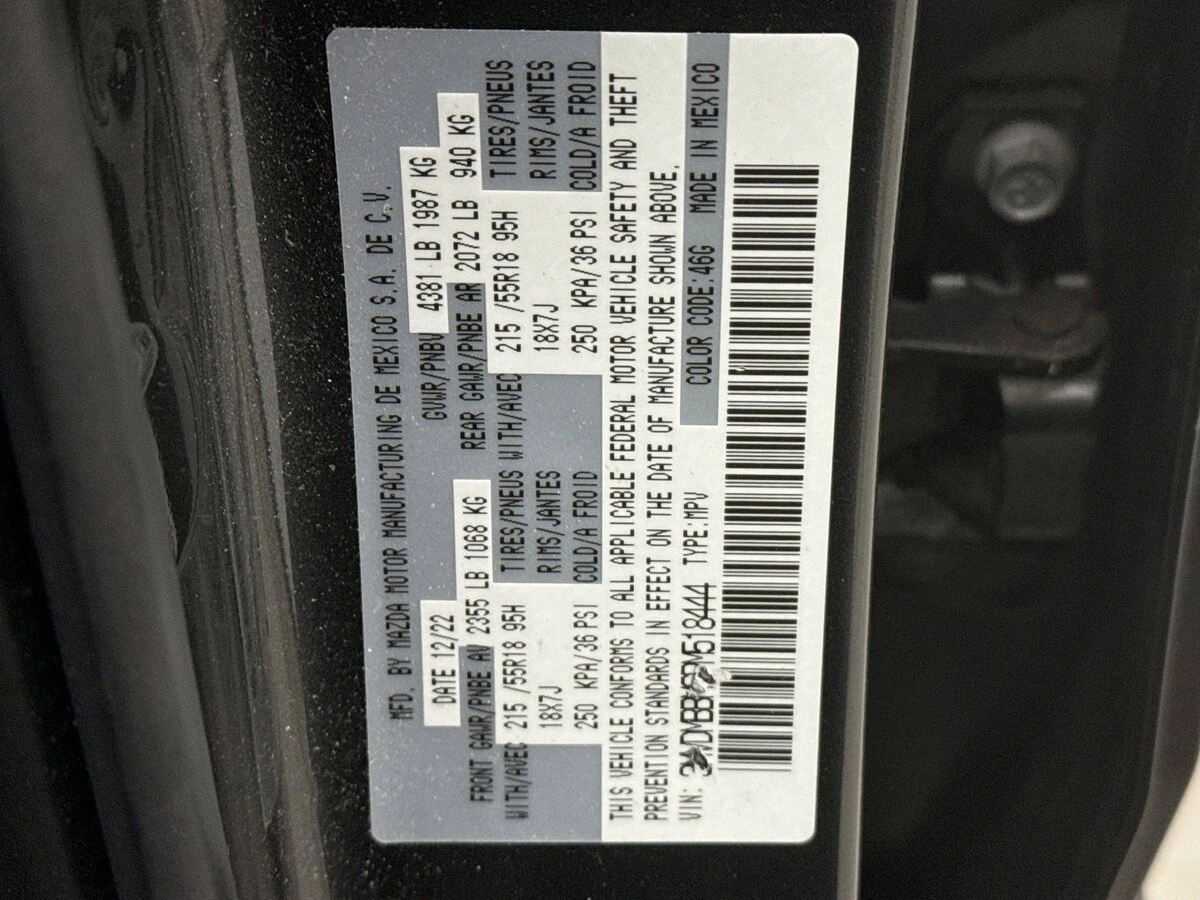 MFD. BY MAZDA MOTOR MANUFACTURING DE MEXICO S.A. DE C.V.
DATE 12/22 GVWR/PNBV 4381 LB 1987 KG
FRONT GAWR/PNBE AV 2355 LB 1068 KG REAR GAWR/PNBE AR 2072 LB 940 KG
WITH/AVEC 215 /55R18 95H TIRES/PNEUS WITH/AVEC 215 /55R18 95H TIRES/PNEUS
18X7J RIMS/JANTES 18X7J RIMS/JANTES
250 KPA/36 PSI COLD/A FROID 250 KPA/36 PSI COLD/A FROID
THIS VEHICLE CONFORMS TO ALL APPLICABLE FEDERAL MOTOR VEHICLE SAFETY AND THEFT
PREVENTION STANDARDS IN EFFECT ON THE DATE OF MANUFACTURE SHOWN ABOVE.
VIN: TYPE:MPV COLOR CODE:46G MADE IN MEXICO